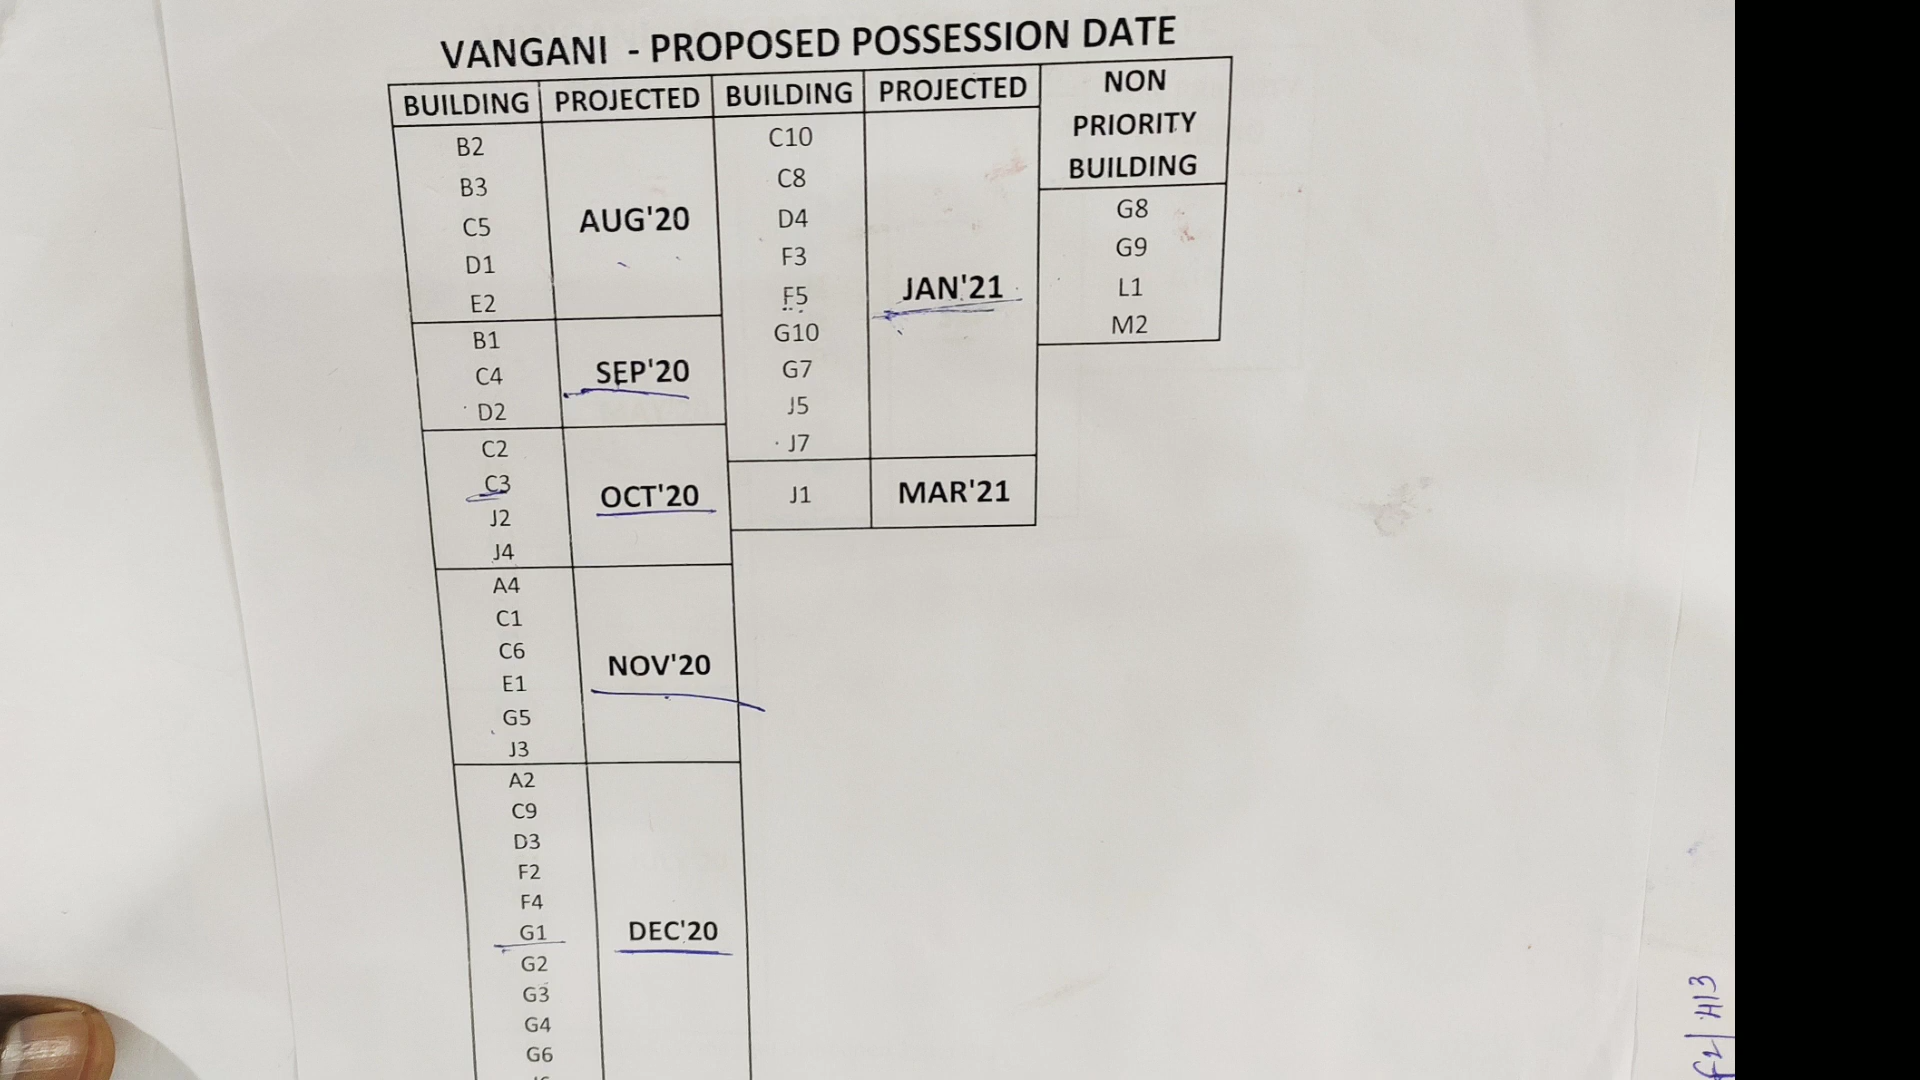 VANGANI - PROPOSED POSSESSION DATE
BUILDING PROJECTED
B2
B3
C5
D1
E2
AUG'20
B1
C4
D2
SEP'20
C2
C3
J2
J4
OCT'20
A4
C1
C6
E1
G5
J3
NOV'20
A2
C9
D3
F2
F4
G1
G2
G3
G4
G6
DEC'20
BUILDING PROJECTED
C10
C8
D4
F3
F5
G10
G7
J5
J7
JAN'21
J1
MAR'21
NON
PRIORITY
BUILDING
G8
G9
L1
M2